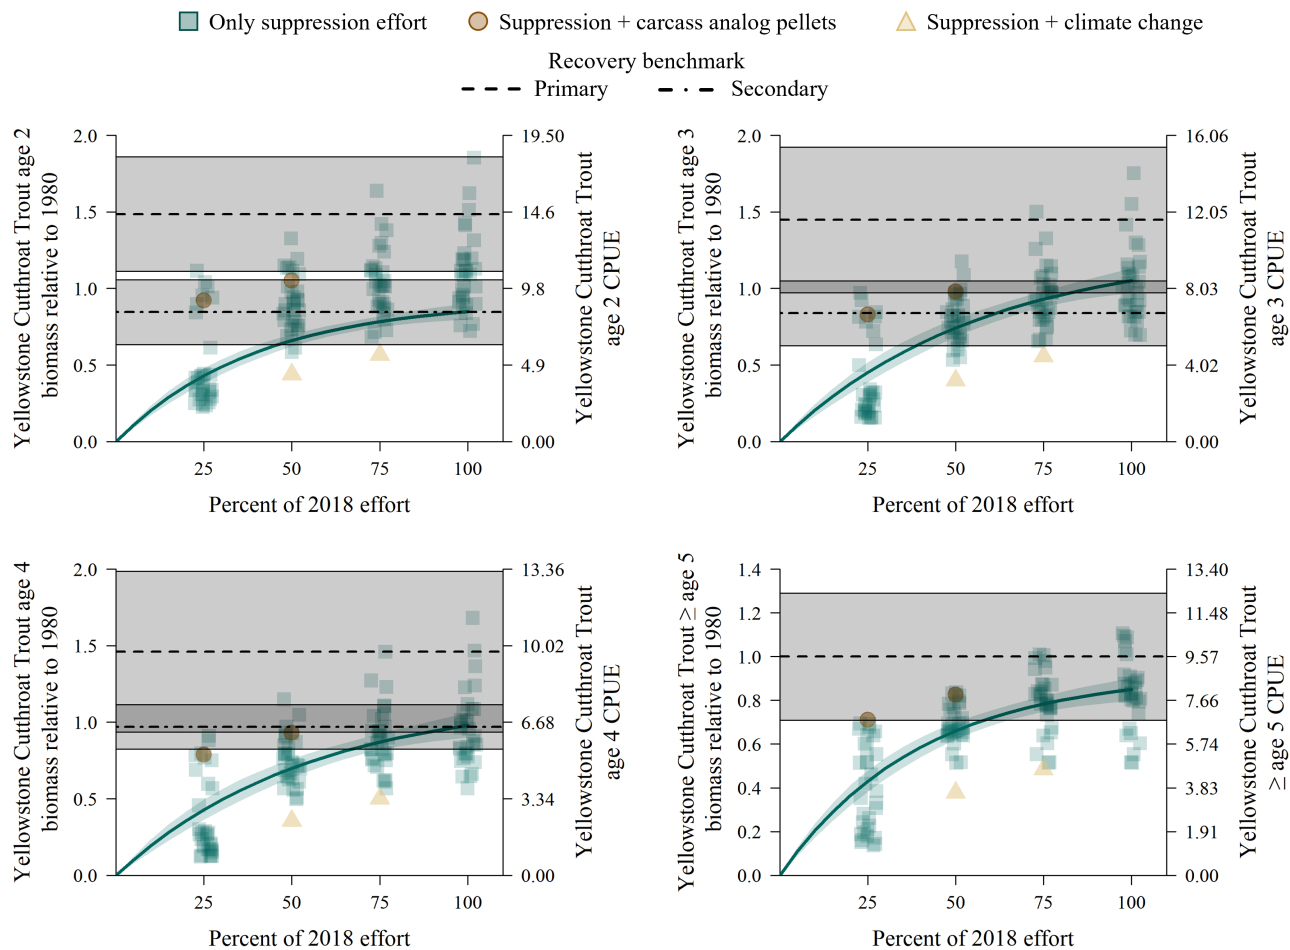 Only suppression effort
Suppression + carcass analog pellets
Suppression + climate change
Recovery benchmark
Primary
Secondary
Yellowstone Cutthroat Trout age 2
biomass relative to 1980
2.0
1.5
1.0
0.5
0.0
19.50
14.6
9.8
4.9
0.00
Yellowstone Cutthroat Trout
age 2 CPUE
25
50
75
100
Percent of 2018 effort
Yellowstone Cutthroat Trout age 3
biomass relative to 1980
2.0
1.5
1.0
0.5
0.0
16.06
12.05
8.03
4.02
0.00
Yellowstone Cutthroat Trout
age 3 CPUE
25
50
75
100
Percent of 2018 effort
Yellowstone Cutthroat Trout age 4
biomass relative to 1980
2.0
1.5
1.0
0.5
0.0
13.36
10.02
6.68
3.34
0.00
Yellowstone Cutthroat Trout
age 4 CPUE
25
50
75
100
Percent of 2018 effort
Yellowstone Cutthroat Trout ≥ age 5
biomass relative to 1980
1.4
1.2
1.0
0.8
0.6
0.4
0.2
0.0
13.40
11.48
9.57
7.66
5.74
3.83
1.91
0.00
Yellowstone Cutthroat Trout
≥ age 5 CPUE
25
50
75
100
Percent of 2018 effort